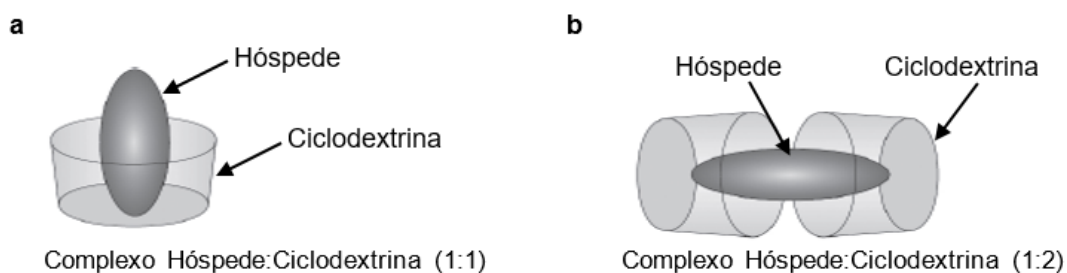 a
Hóspede
Ciclodextrina
Complexo Hóspede:Ciclodextrina (1:1)
b
Hóspede
Ciclodextrina
Complexo Hóspede:Ciclodextrina (1:2)